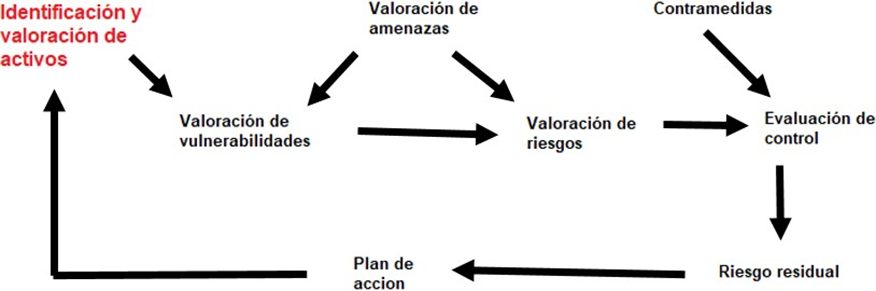 Identificación y
valoración de
activos
Valoración de
amenazas
Contramedidas
Valoración de
vulnerabilidades
Valoración de
riesgos
Evaluación de
control
Plan de
accion
Riesgo residual